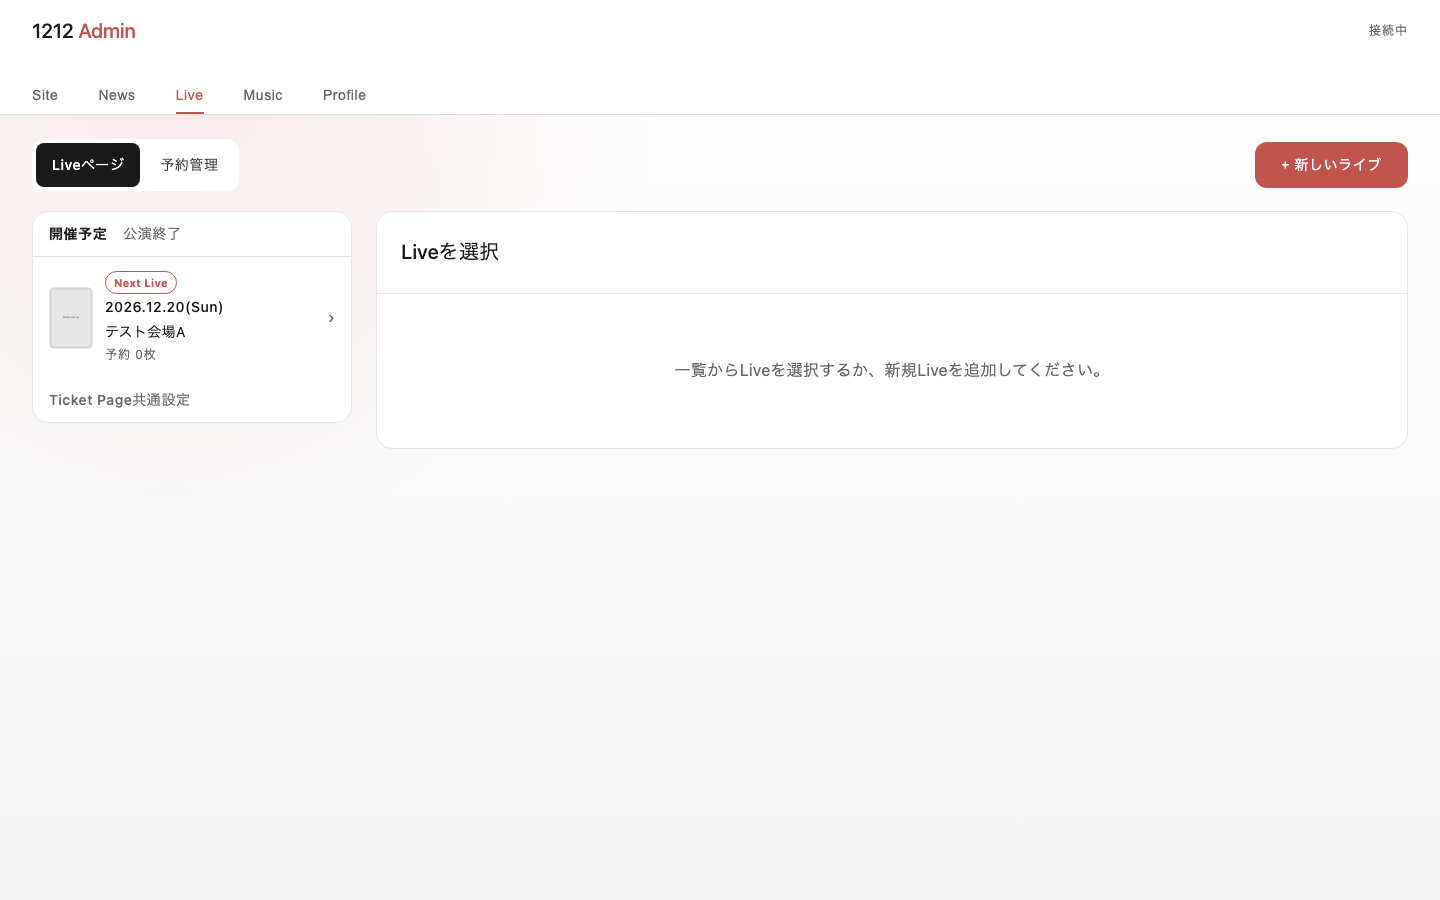 1212 Admin
接続中
Site
News
Live
Music
Profile
Liveページ
予約管理
+ 新しいライブ
開催予定
公演終了
Next Live
2026.12.20(Sun)
テスト会場A
予約 0枚
›
Ticket Page共通設定
Liveを選択
一覧からLiveを選択するか、新規Liveを追加してください。